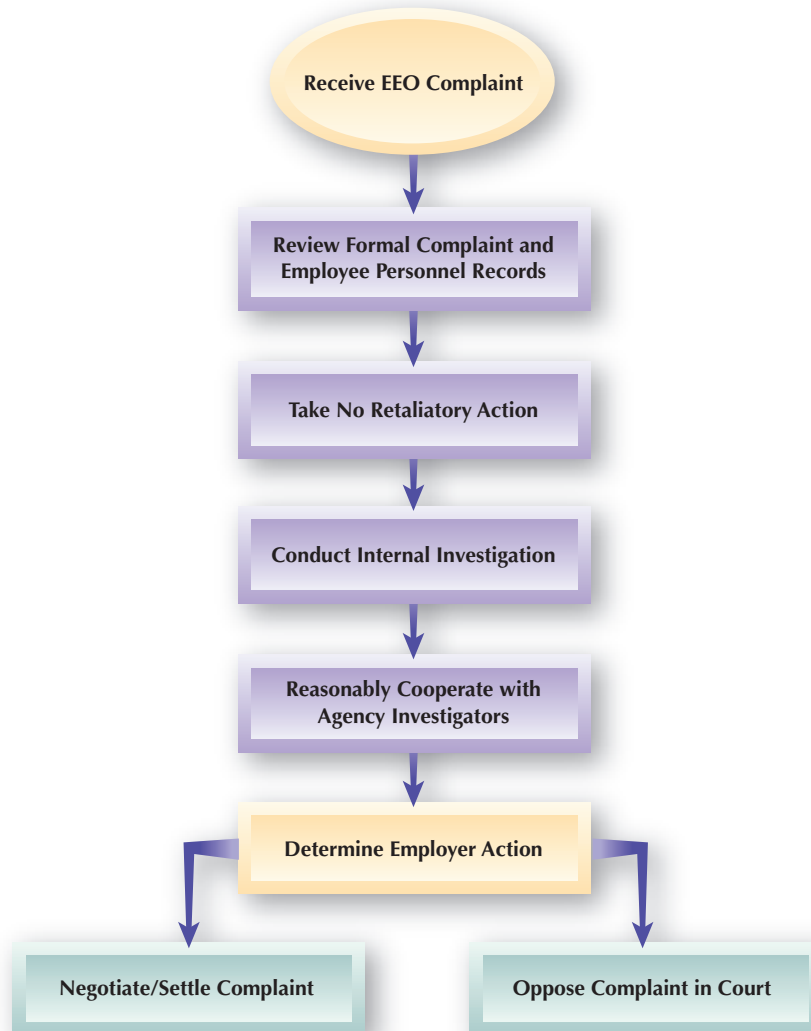 Receive EEO Complaint
Review Formal Complaint and
Employee Personnel Records
Take No Retaliatory Action
Conduct Internal Investigation
Reasonably Cooperate with
Agency Investigators
Determine Employer Action
Negotiate/Settle Complaint
Oppose Complaint in Court